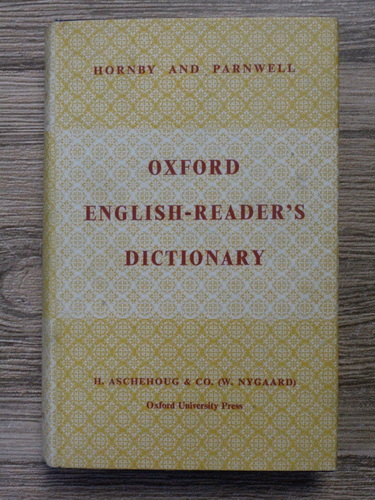 HORNBY AND PARNWELL
OXFORD
ENGLISH-READER'S
DICTIONARY
H. ASCHEHOUG & CO. (W. NYGAARD)
Oxford University Press